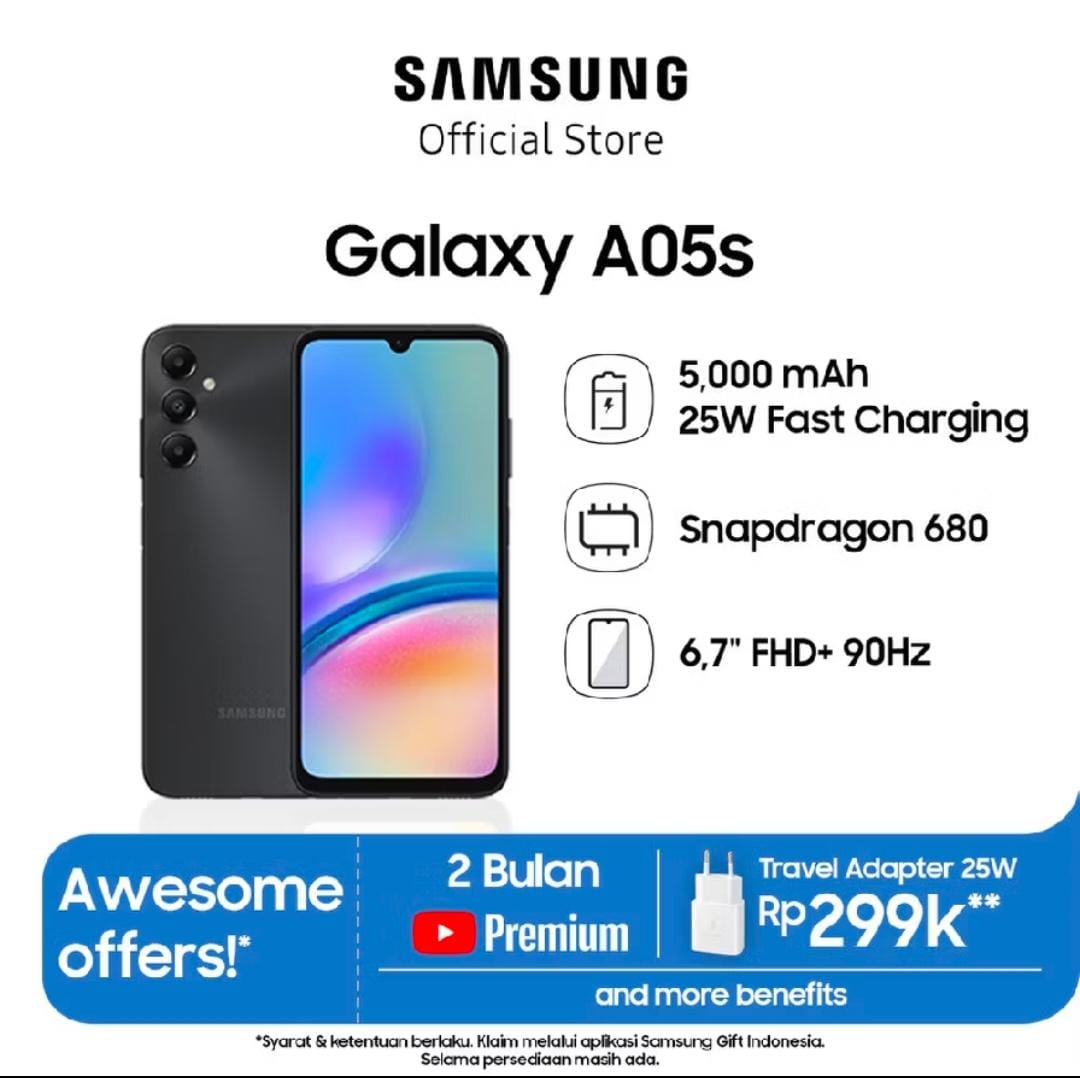 SAMSUNG
Official Store
Galaxy A05s
5,000 mAh
25W Fast Charging
Snapdragon 680
6,7" FHD+ 90Hz
SAMSUNG
Awesome
offers!*
2 Bulan
Premium
Travel Adapter 25W
Rp299k**
and more benefits
*Syarat & ketentuan berlaku. Klaim melalui aplikasi Samsung Gift Indonesia.
Selama persediaan masih ada.